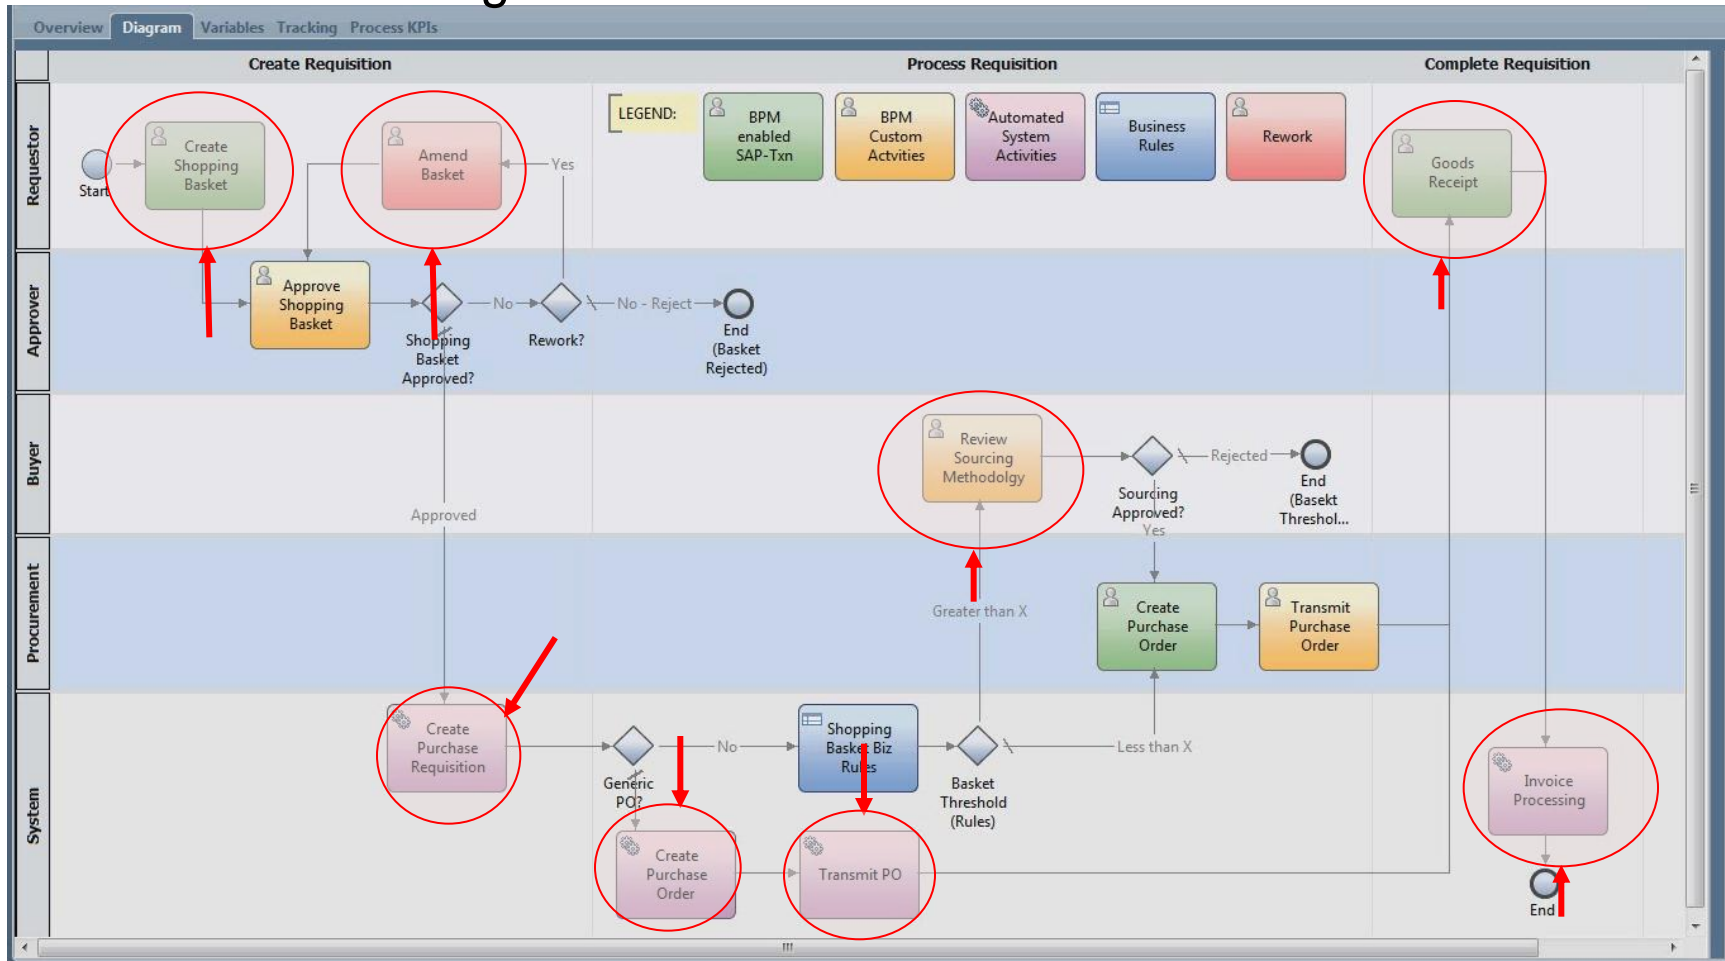 g
Overview Diagram Variables Tracking Process KPIs
Create Requisition
Process Requisition
Complete Requisition
Requestor
Start
Create
Shopping
Basket
Amend
Basket
Yes
LEGEND:
BPM
enabled
SAP-Txn
BPM
Custom
Actvities
Automated
System
Activities
Business
Rules
Rework
Goods
Receipt
Approver
Approve
Shopping
Basket
Shopping
Basket
Approved?
No
Rework?
No - Reject
End
(Basket
Rejected)
Buyer
Approved
Review
Sourcing
Methodolgy
Sourcing
Approved?
Yes
Rejected
End
(Basekt
Threshol...
Procurement
Greater than X
Create
Purchase
Order
Transmit
Purchase
Order
System
Create
Purchase
Requisition
Generic
PO?
No
Shopping
Basket Biz
Rules
Basket
Threshold
(Rules)
Less than X
Create
Purchase
Order
Transmit PO
Invoice
Processing
End